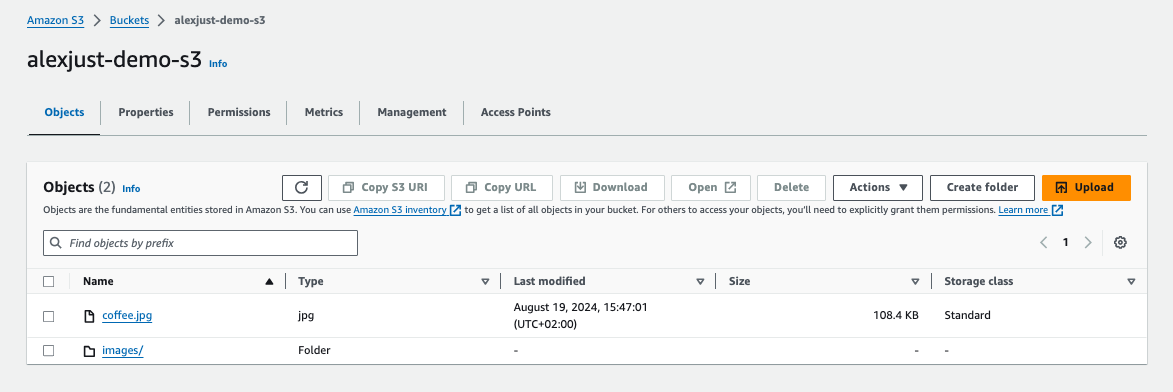 Amazon S3 > Buckets > alexjust-demo-s3
alexjust-demo-s3 Info
Objects Properties Permissions Metrics Management Access Points
Objects (2) Info Copy S3 URI Copy URL Download Open Delete Actions Create folder Upload
Objects are the fundamental entities stored in Amazon S3. You can use Amazon S3 inventory to get a list of all objects in your bucket. For others to access your objects, you'll need to explicitly grant them permissions. Learn more
Find objects by prefix 1
Name Type Last modified Size Storage class
coffee.jpg jpg August 19, 2024, 15:47:01 108.4 KB Standard
(UTC+02:00)
images/ Folder - - -